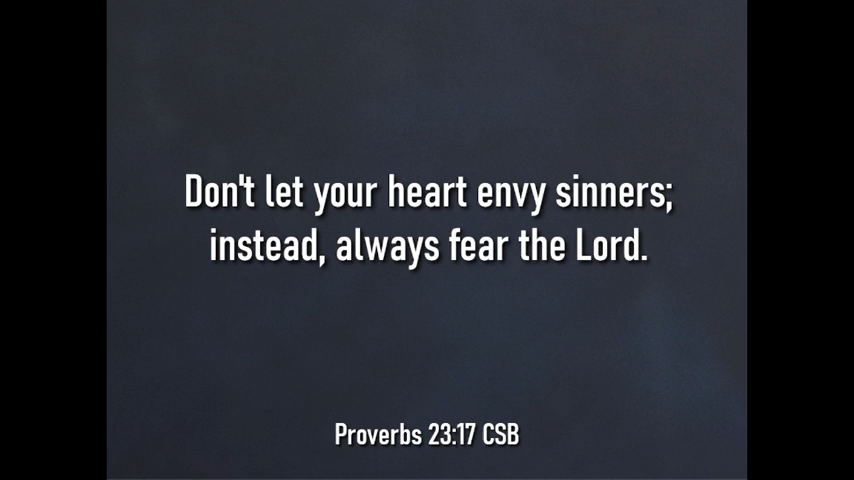 Don't let your heart envy sinners;
instead, always fear the Lord.
Proverbs 23:17 CSB